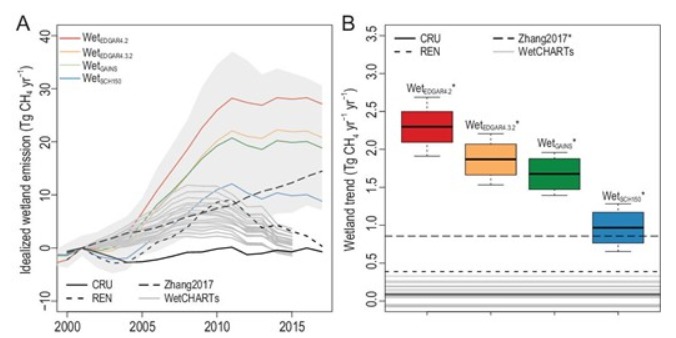 A
Idealized wetland emission (Tg CH4 yr-1)
40
30
20
10
0
-10
WetEDGAR4.2
WetEDGAR4.3.2
WetGAINS
WetSCH150
CRU
REN
Zhang2017
WetCHARTs
2000
2005
2010
2015
B
Wetland trend (Tg CH4 yr-1 yr-1)
3.5
3.0
2.5
2.0
1.5
1.0
0.5
0.0
CRU
REN
Zhang2017*
WetCHARTs
WetEDGAR4.2*
WetEDGAR4.3.2*
WetGAINS*
WetSCH150*